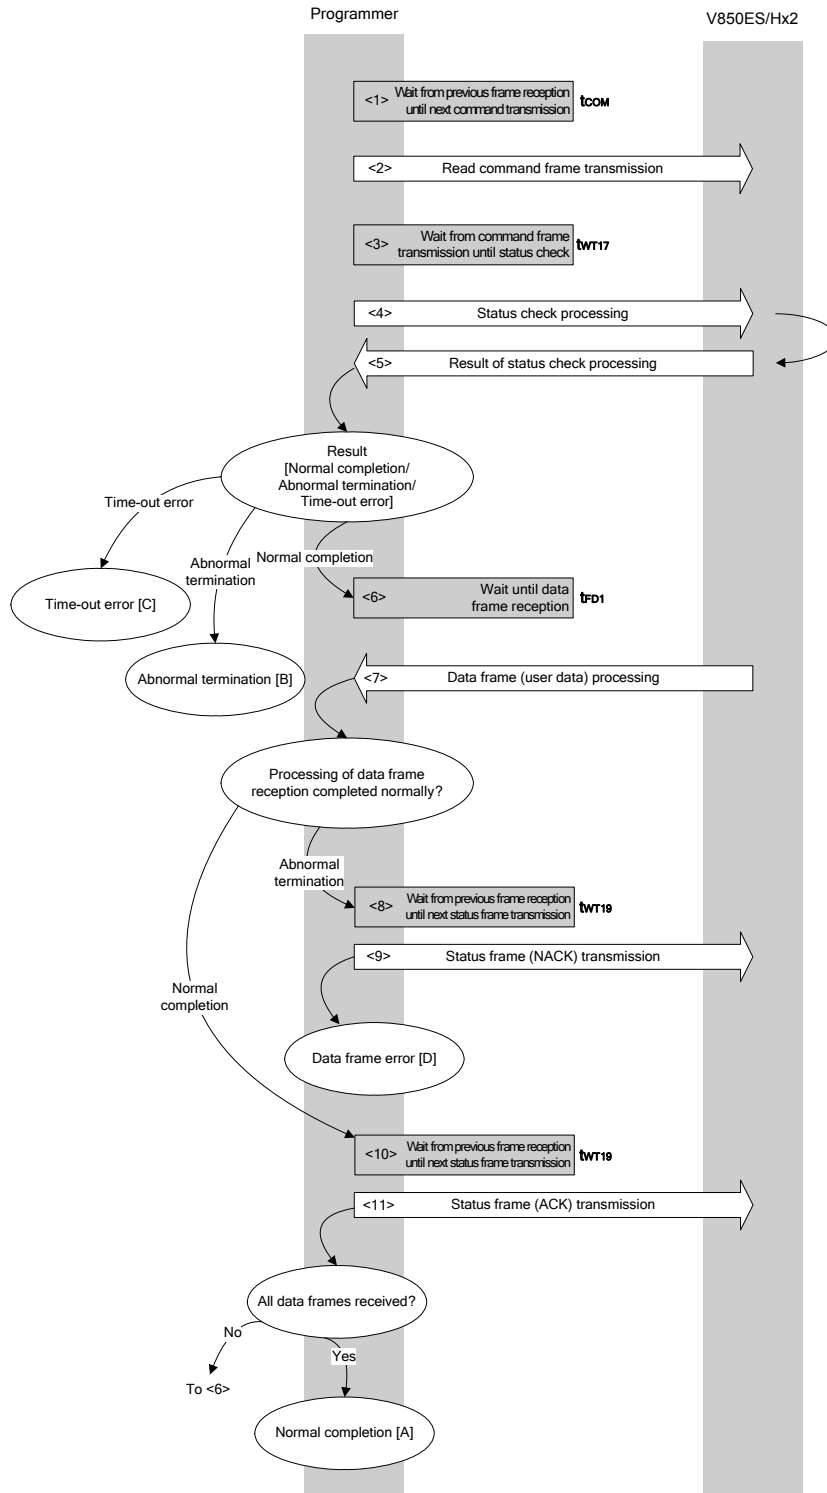 Programmer
V850ES/Hx2
<1> Wait from previous frame reception
until next command transmission
tCOM
<2> Read command frame transmission
<3> Wait from command frame
transmission until status check
tWT17
<4> Status check processing
<5> Result of status check processing
Result
[Normal completion/
Abnormal termination/
Time-out error]
Time-out error
Abnormal
termination
Normal completion
Time-out error [C]
<6> Wait until data
frame reception
tFD1
Abnormal termination [B]
<7> Data frame (user data) processing
Processing of data frame
reception completed normally?
Abnormal
termination
<8> Wait from previous frame reception
until next status frame transmission
tWT19
<9> Status frame (NACK) transmission
Normal
completion
Data frame error [D]
<10> Wait from previous frame reception
until next status frame transmission
tWT19
<11> Status frame (ACK) transmission
All data frames received?
No
Yes
To <6>
Normal completion [A]